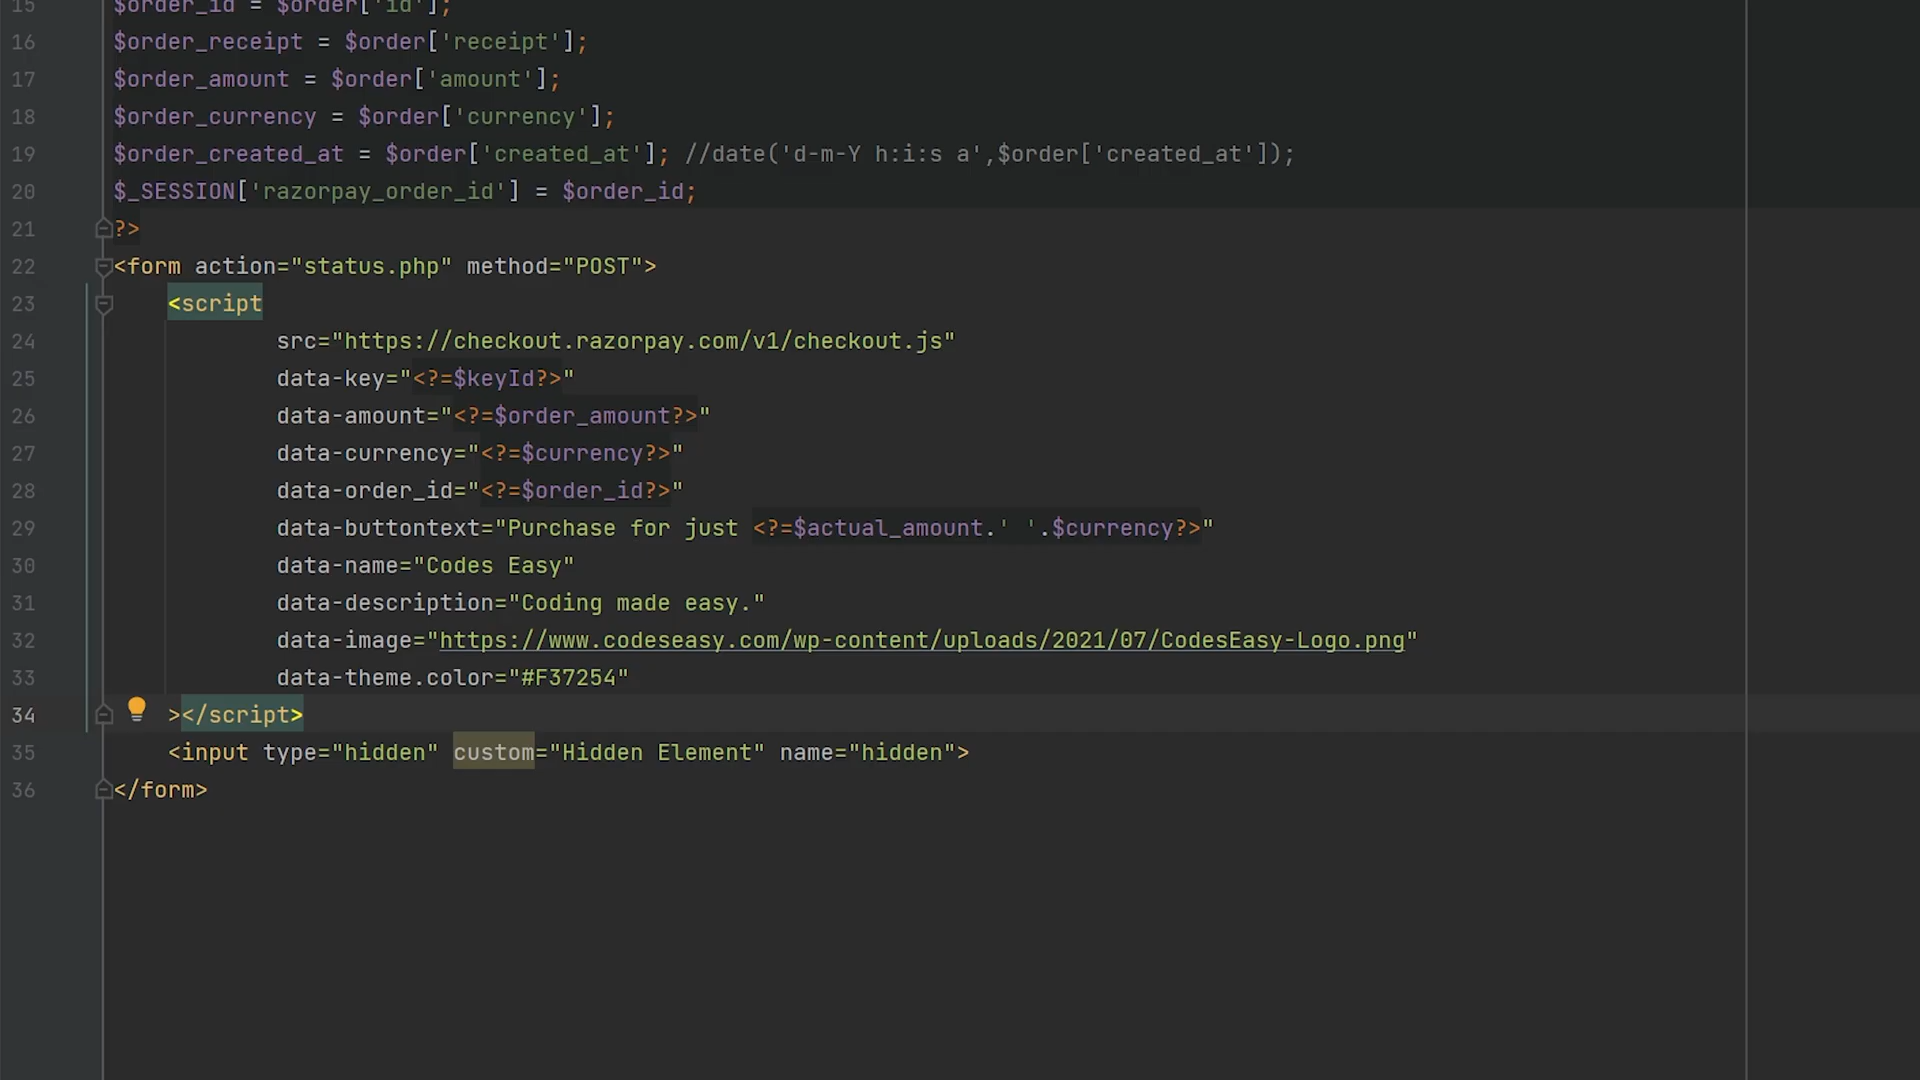 15 $order_id = $order['id'];
16 $order_receipt = $order['receipt'];
17 $order_amount = $order['amount'];
18 $order_currency = $order['currency'];
19 $order_created_at = $order['created_at']; //date('d-m-Y h:i:s a',$order['created_at']);
20 $_SESSION['razorpay_order_id'] = $order_id;
21 ?>
22 <form action="status.php" method="POST">
23 <script
24 src="https://checkout.razorpay.com/v1/checkout.js"
25 data-key="<?=$keyId?>"
26 data-amount="<?=$order_amount?>"
27 data-currency="<?=$currency?>"
28 data-order_id="<?=$order_id?>"
29 data-buttontext="Purchase for just <?=$actual_amount.' '.$currency?>"
30 data-name="Codes Easy"
31 data-description="Coding made easy."
32 data-image="https://www.codeseasy.com/wp-content/uploads/2021/07/CodesEasy-Logo.png"
33 data-theme.color="#F37254"
34 ></script>
35 <input type="hidden" custom="Hidden Element" name="hidden">
36 </form>